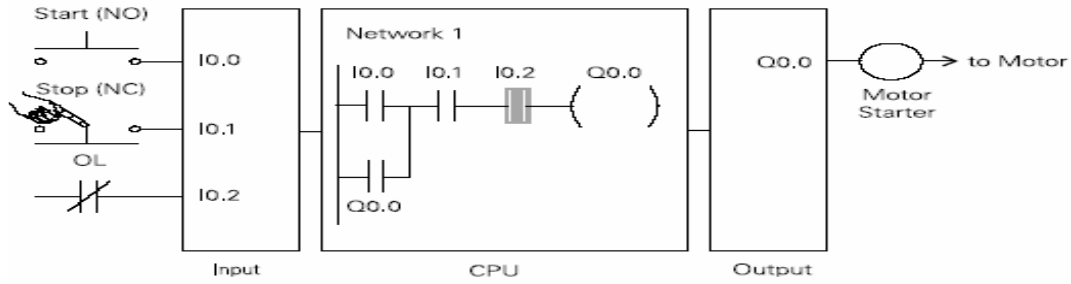 Start (NO)
I0.0
Stop (NC)
I0.1
OL
I0.2
Input
Network 1
I0.0 I0.1 I0.2 Q0.0
Q0.0
CPU
Q0.0
Output
to Motor
Motor
Starter